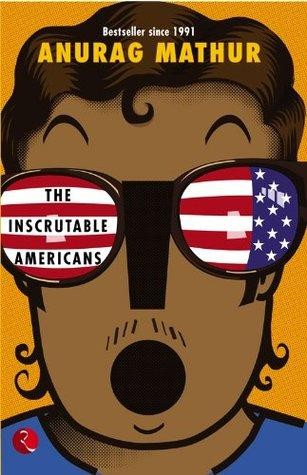 Bestseller since 1991
ANURAG MATHUR
THE
INSCRUTABLE
AMERICANS
R